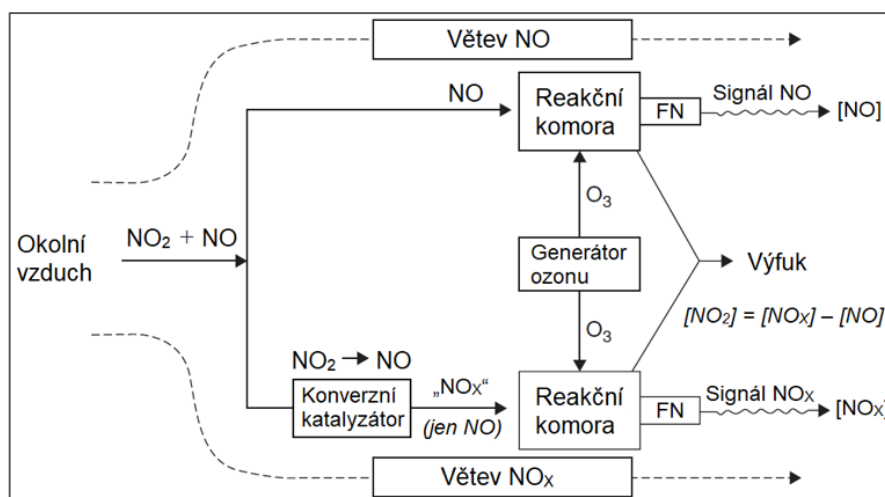 Větev NO
NO
Reakční
komora
FN
Signál NO
[NO]
O₃
Okolní
vzduch
NO₂ + NO
Generátor
ozonu
Výfuk
[NO₂] = [NOₓ] – [NO]
O₃
NO₂ → NO
Konverzní
katalyzátor
„NOₓ“
(jen NO)
Reakční
komora
FN
Signál NOₓ
[NOₓ]
Větev NOₓ